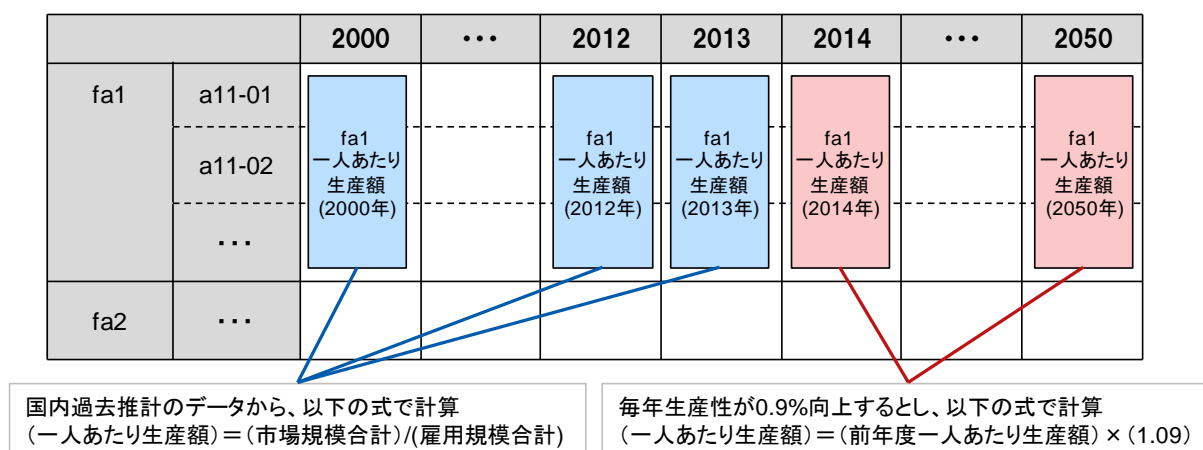 2000 ・・・ 2012 2013 2014 ・・・ 2050
fa1 a11-01
a11-02
・・・
fa1
一人あたり
生産額
(2000年)
fa1
一人あたり
生産額
(2012年)
fa1
一人あたり
生産額
(2013年)
fa1
一人あたり
生産額
(2014年)
fa1
一人あたり
生産額
(2050年)
fa2 ・・・
国内過去推計のデータから、以下の式で計算
（一人あたり生産額）＝（市場規模合計）/(雇用規模合計)
毎年生産性が0.9%向上するとし、以下の式で計算
（一人あたり生産額）＝（前年度一人あたり生産額）×（1.09）